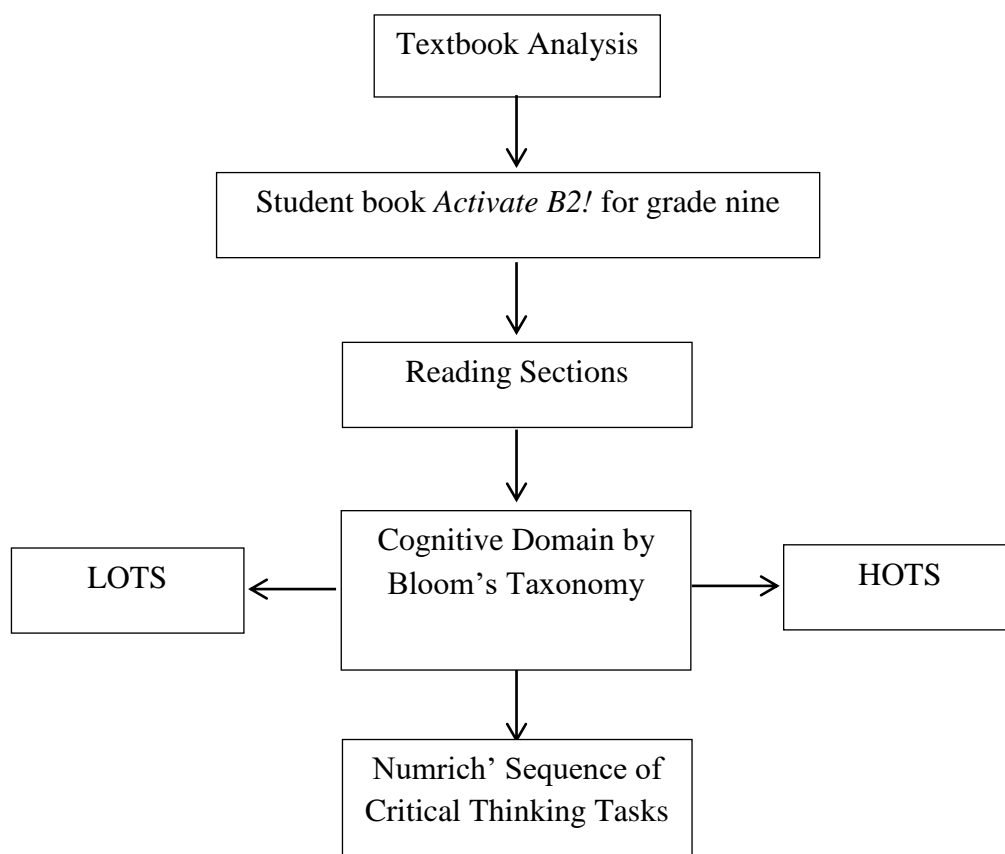 Textbook Analysis
Student book Activate B2! for grade nine
Reading Sections
Cognitive Domain by
Bloom’s Taxonomy
LOTS
HOTS
Numrich’ Sequence of
Critical Thinking Tasks